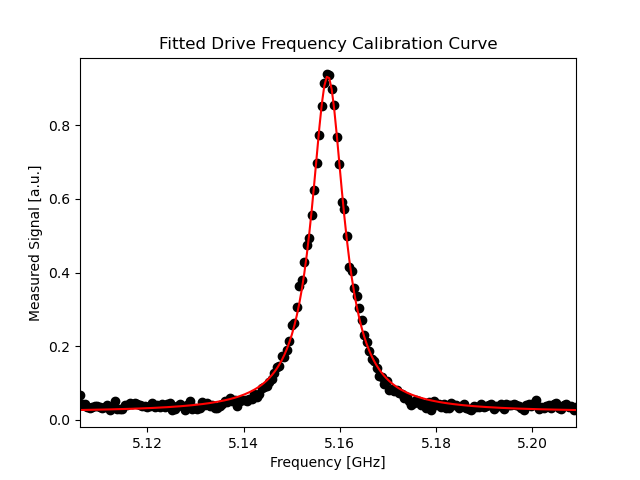 Fitted Drive Frequency Calibration Curve
Measured Signal [a.u.]
0.8
0.6
0.4
0.2
0.0
5.12 5.14 5.16 5.18 5.20
Frequency [GHz]